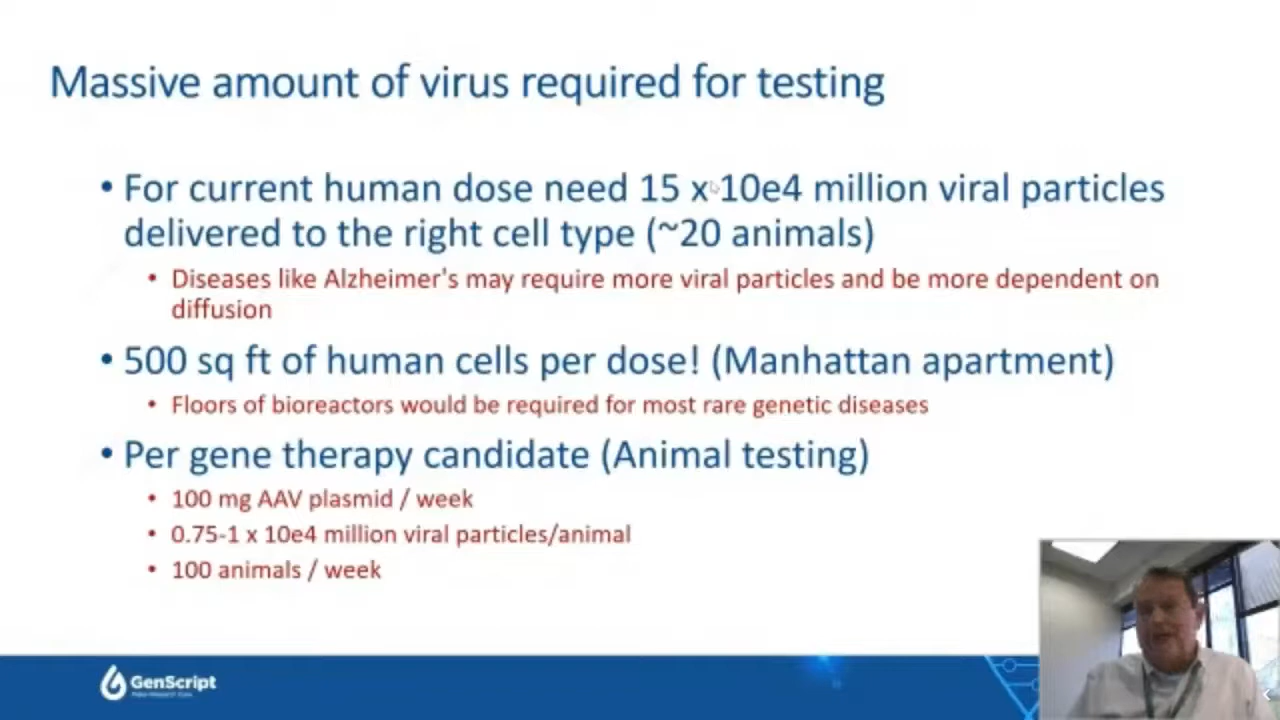 Massive amount of virus required for testing
• For current human dose need 15 x 10e4 million viral particles
delivered to the right cell type (~20 animals)
• Diseases like Alzheimer's may require more viral particles and be more dependent on
diffusion
• 500 sq ft of human cells per dose! (Manhattan apartment)
• Floors of bioreactors would be required for most rare genetic diseases
• Per gene therapy candidate (Animal testing)
• 100 mg AAV plasmid / week
• 0.75-1 x 10e4 million viral particles/animal
• 100 animals / week
GenScript